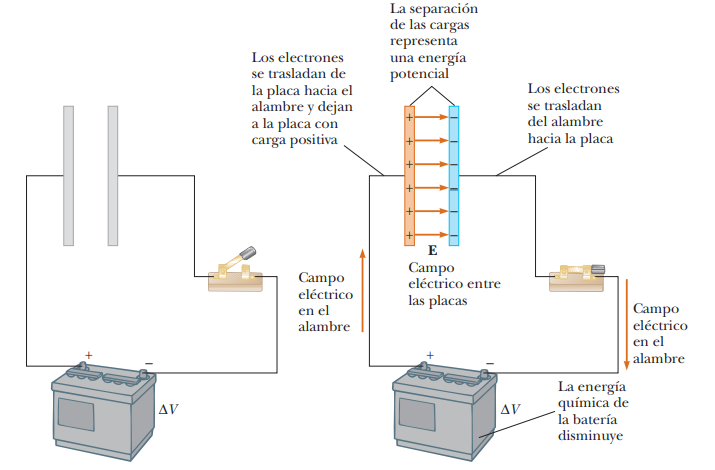 +
−
ΔV
Los electrones
se trasladan de
la placa hacia el
alambre y dejan
a la placa con
carga positiva
La separación
de las cargas
representa
una energía
potencial
Los electrones
se trasladan
del alambre
hacia la placa
+ −
+ −
+ −
+ −
+ −
+ −
E
Campo
eléctrico entre
las placas
Campo
eléctrico
en el
alambre
Campo
eléctrico
en el
alambre
+
−
ΔV
La energía
química de
la batería
disminuye